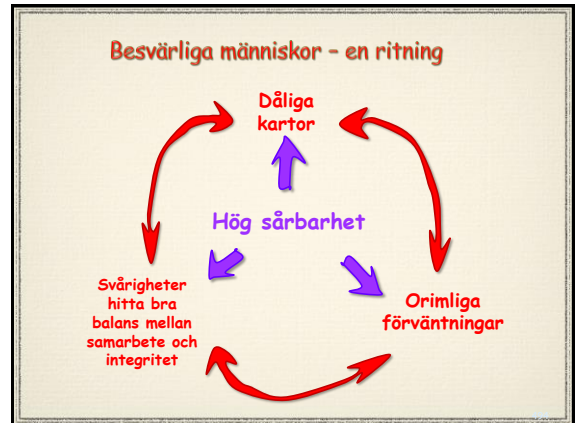 Besvärliga människor - en ritning
Dåliga
kartor
Hög sårbarhet
Svårigheter
hitta bra
balans mellan
samarbete och
integritet
Orimliga
förväntningar